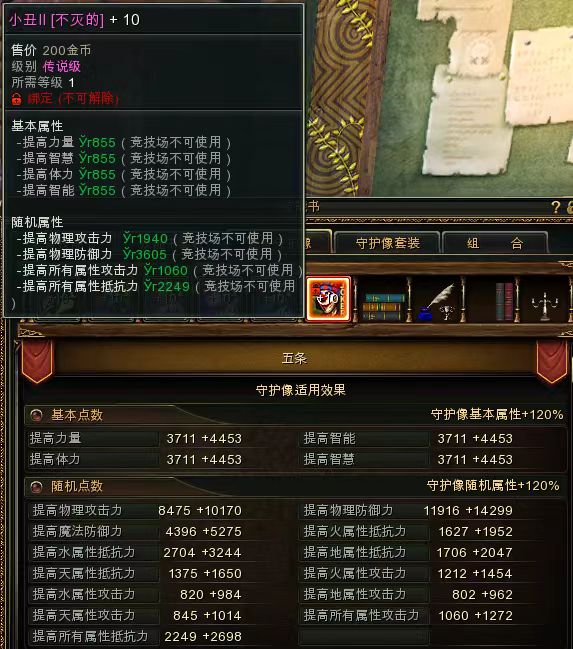 小丑II [不灭的] + 10
售价 200金币
级别 传说级
所需等级 1
绑定 (不可解除)
基本属性
-提高力量 Ўr855 ( 竞技场不可使用 )
-提高智慧 Ўr855 ( 竞技场不可使用 )
-提高体力 Ўr855 ( 竞技场不可使用 )
-提高智能 Ўr855 ( 竞技场不可使用 )
随机属性
-提高物理攻击力 Ўr1940 ( 竞技场不可使用 )
-提高物理防御力 Ўr3605 ( 竞技场不可使用 )
-提高所有属性攻击力 Ўr1060 ( 竞技场不可使用 )
-提高所有属性抵抗力 Ўr2249 ( 竞技场不可使用
)
书 ?
像 守护像套装 组 合
+10
五条
守护像适用效果
基本点数 守护像基本属性+120%
提高力量 3711 +4453 提高智能 3711 +4453
提高体力 3711 +4453 提高智慧 3711 +4453
随机点数 守护像随机属性+120%
提高物理攻击力 8475 +10170 提高物理防御力 11916 +14299
提高魔法防御力 4396 +5275 提高火属性抵抗力 1627 +1952
提高水属性抵抗力 2704 +3244 提高地属性抵抗力 1706 +2047
提高天属性抵抗力 1375 +1650 提高火属性攻击力 1212 +1454
提高水属性攻击力 820 +984 提高地属性攻击力 802 +962
提高天属性攻击力 845 +1014 提高所有属性攻击力 1060 +1272
提高所有属性抵抗力 2249 +2698